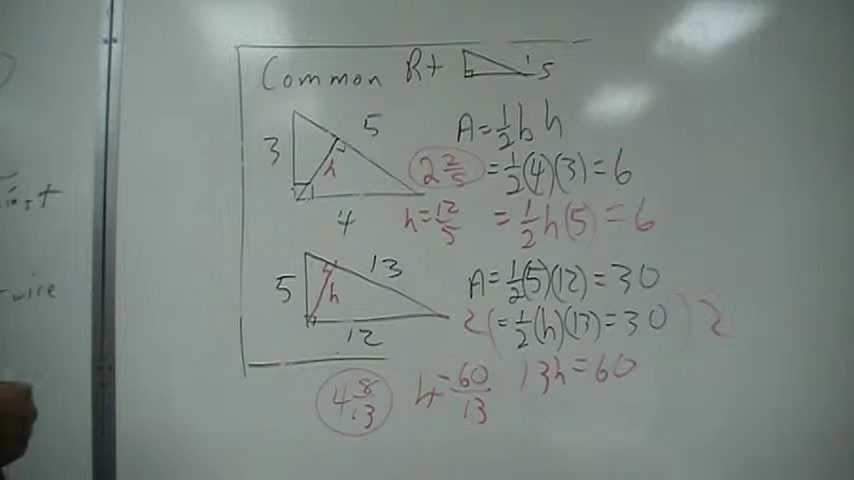 Common Rt 's
3
5
h
4
A = 1/2 b h
2 2/5 = 1/2 (4)(3) = 6
h = 12/5 = 1/2 h (5) = 6
5
13
h
12
A = 1/2 (5)(12) = 30
2 ( = 1/2 (h)(13) = 30 ) 2
4 8/13 h = 60/13 13h = 60
wire